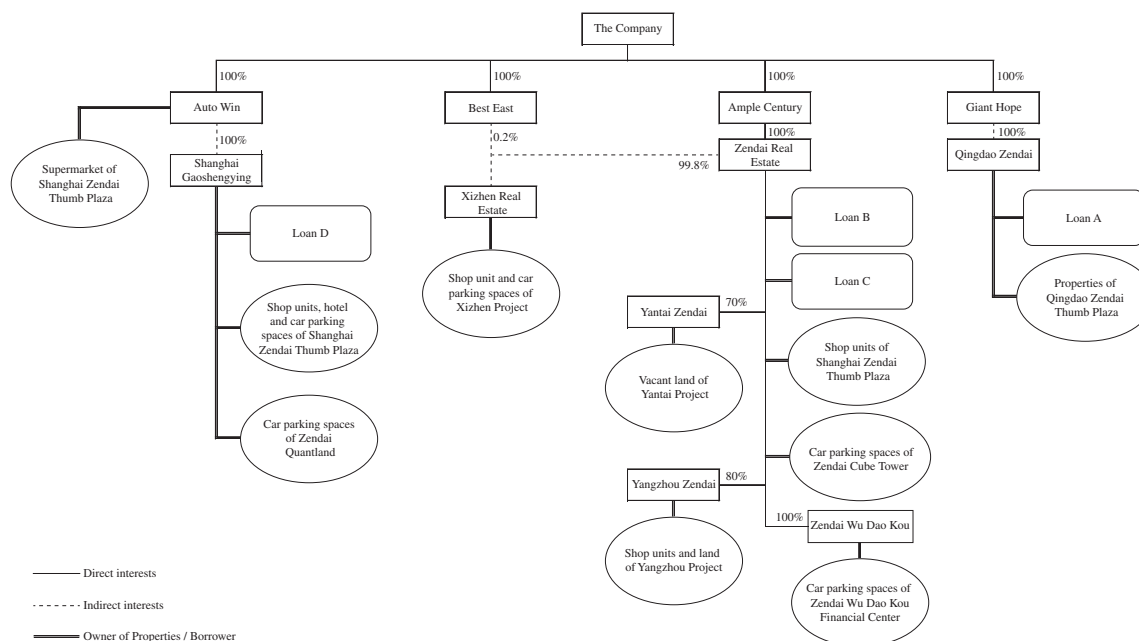 The Company
100%
100%
100%
100%
Auto Win
Best East
Ample Century
Giant Hope
100%
0.2%
100%
100%
Supermarket of
Shanghai Zendai
Thumb Plaza
Shanghai
Gaoshengying
99.8%
Zendai Real
Estate
Qingdao Zendai
Xizhen Real
Estate
Loan D
Loan B
Loan A
Shop unit and car
parking spaces of
Xizhen Project
Loan C
Properties of
Qingdao Zendai
Thumb Plaza
Shop units, hotel
and car parking
spaces of Shanghai
Zendai Thumb Plaza
Yantai Zendai
70%
Shop units of
Shanghai Zendai
Thumb Plaza
Vacant land of
Yantai Project
Car parking spaces
of Zendai
Quantland
Car parking spaces of
Zendai Cube Tower
Yangzhou Zendai
80%
100%
Zendai Wu Dao Kou
Shop units and land
of Yangzhou Project
Car parking spaces of
Zendai Wu Dao Kou
Financial Center
Direct interests
Indirect interests
Owner of Properties / Borrower